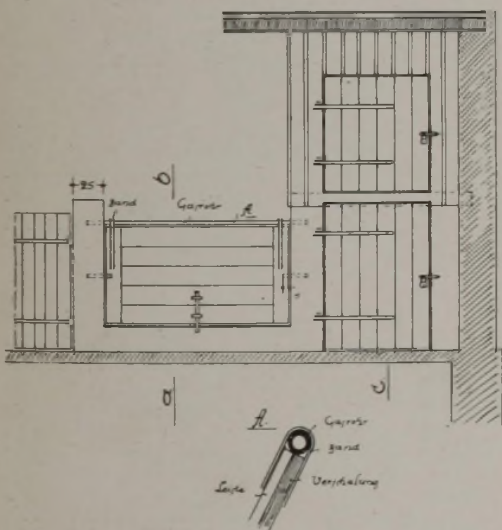 25
b
Band
Gasrohr
A
a
c
A.
Gasrohr
Band
Leiste
Verschalung